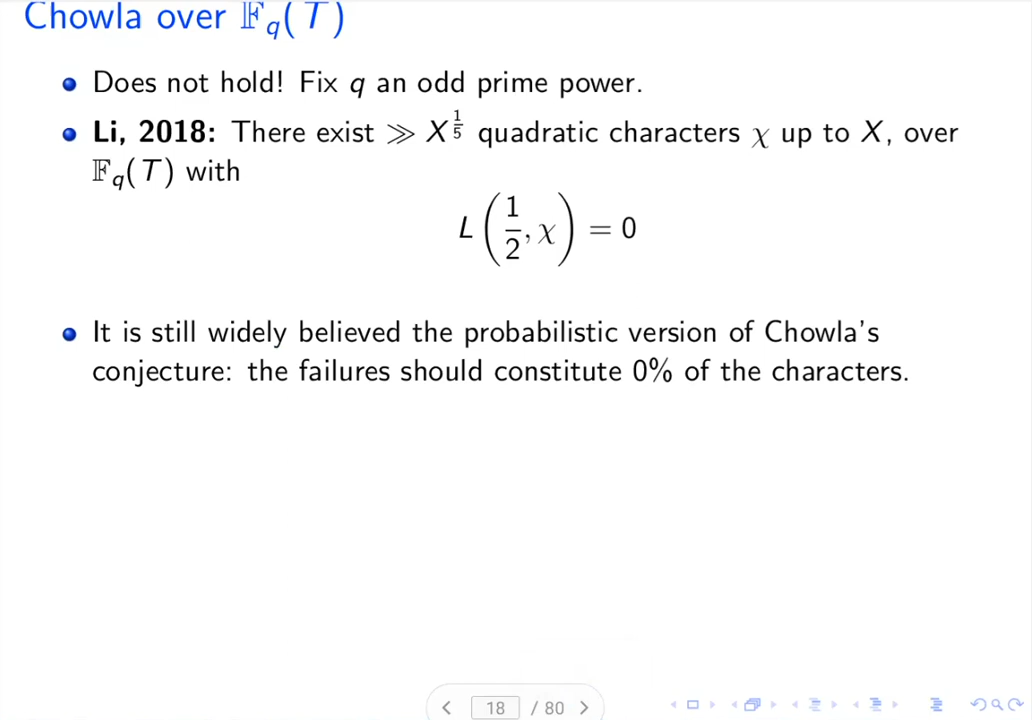 Chowla over 𝔽_q(T)
• Does not hold! Fix q an odd prime power.
• Li, 2018: There exist ≫ X^{1/5} quadratic characters χ up to X, over
𝔽_q(T) with
L(1/2, χ) = 0
• It is still widely believed the probabilistic version of Chowla's
conjecture: the failures should constitute 0% of the characters.
18 / 80